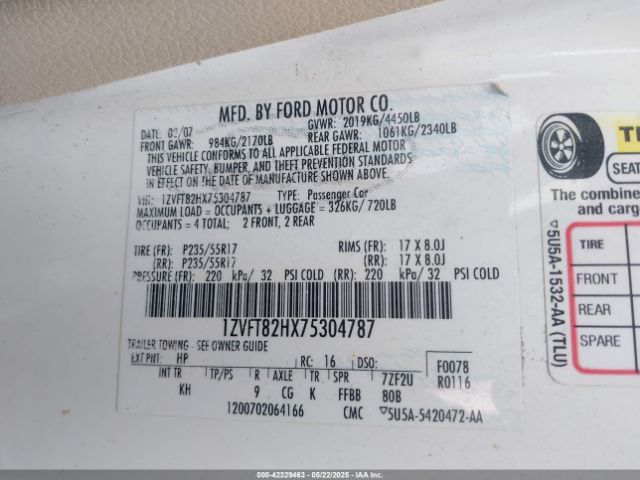 MFD. BY FORD MOTOR CO.
DATE: 02/07 GVWR: 2019KG/4450LB
FRONT GAWR: 984KG/2170LB REAR GAWR: 1061KG/2340LB
THIS VEHICLE CONFORMS TO ALL APPLICABLE FEDERAL MOTOR
VEHICLE SAFETY, BUMPER, AND THEFT PREVENTION STANDARDS
IN EFFECT ON THE DATE OF MANUFACTURE SHOWN ABOVE.
VIN: 1ZVFT82HX75304787 TYPE: Passenger Car
MAXIMUM LOAD = OCCUPANTS + LUGGAGE = 326KG/720LB
OCCUPANTS = 4 TOTAL; 2 FRONT, 2 REAR
TIRE (FR): P235/55R17 RIMS (FR): 17 X 8.0J
(RR): P235/55R17 (RR): 17 X 8.0J
PRESSURE (FR): 220 kPa/ 32 PSI COLD (RR): 220 kPa/ 32 PSI COLD
1ZVFT82HX75304787
TRAILER TOWING - SEE OWNER GUIDE
EXT PNT: HP RC: 16 DSO: F0078
INT TR TP/PS R AXLE TR SPR 7ZF2U R0116
KH 9 CG K FFBB 80B
1200702064166 CMC ▽5U5A-5420472-AA
▽5U5A-1532-AA (TLU)
TI
SEAT
The combine
and carg
TIRE
FRONT
REAR
SPARE
000-42329463 - 05/22/2025 - IAA Inc.